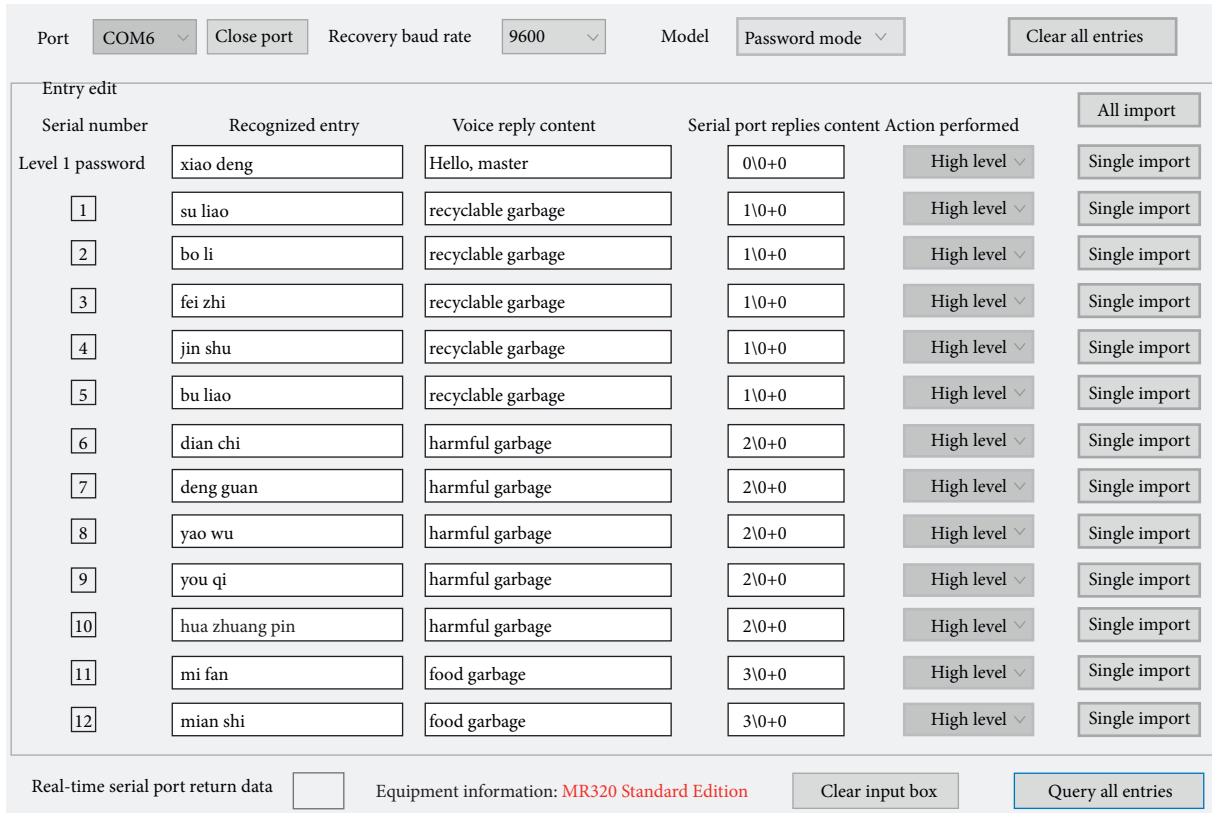 Port COM6 Close port Recovery baud rate 9600 Model Password mode Clear all entries
Entry edit
All import
Serial number Recognized entry Voice reply content Serial port replies content Action performed
Level 1 password xiao deng Hello, master 0\0+0 High level Single import
1 su liao recyclable garbage 1\0+0 High level Single import
2 bo li recyclable garbage 1\0+0 High level Single import
3 fei zhi recyclable garbage 1\0+0 High level Single import
4 jin shu recyclable garbage 1\0+0 High level Single import
5 bu liao recyclable garbage 1\0+0 High level Single import
6 dian chi harmful garbage 2\0+0 High level Single import
7 deng guan harmful garbage 2\0+0 High level Single import
8 yao wu harmful garbage 2\0+0 High level Single import
9 you qi harmful garbage 2\0+0 High level Single import
10 hua zhuang pin harmful garbage 2\0+0 High level Single import
11 mi fan food garbage 3\0+0 High level Single import
12 mian shi food garbage 3\0+0 High level Single import
Real-time serial port return data Equipment information: MR320 Standard Edition Clear input box Query all entries